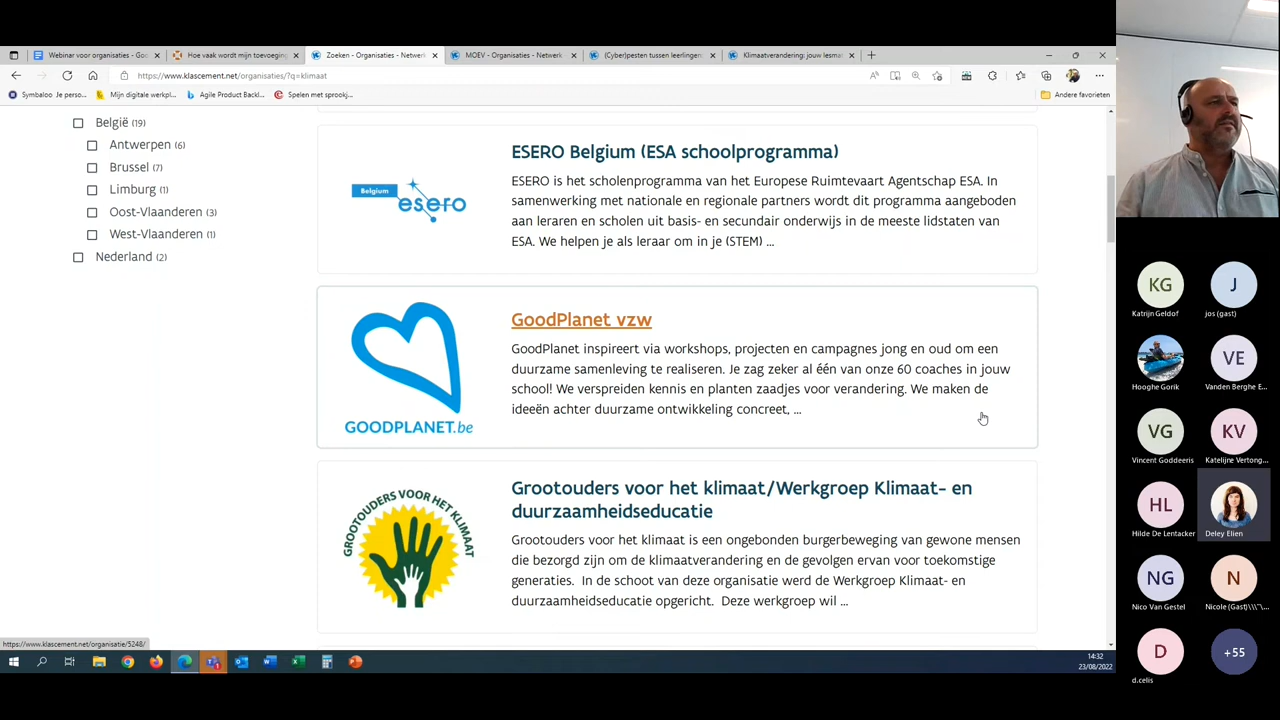 Webinar voor organisaties - Go
Hoe vaak wordt mijn toevoeging
Zoeken - Organisaties - Netwerk
MOEV - Organisaties - Netwerk
(Cyber)pesten tussen leerlingen
Klimaatverandering: jouw lesmat
https://www.klascement.net/organisaties/?q=klimaat
Symbaloo Je perso...
Mijn digitale werkpl...
Agile Product Backl...
Spelen met sprookj...
Andere favorieten
België (19)
Antwerpen (6)
Brussel (7)
Limburg (1)
Oost-Vlaanderen (3)
West-Vlaanderen (1)
Nederland (2)
Belgium
esero
ESERO Belgium (ESA schoolprogramma)
ESERO is het scholenprogramma van het Europese Ruimtevaart Agentschap ESA. In
samenwerking met nationale en regionale partners wordt dit programma aangeboden
aan leraren en scholen uit basis- en secundair onderwijs in de meeste lidstaten van
ESA. We helpen je als leraar om in je (STEM) ...
GOODPLANET.be
GoodPlanet vzw
GoodPlanet inspireert via workshops, projecten en campagnes jong en oud om een
duurzame samenleving te realiseren. Je zag zeker al één van onze 60 coaches in jouw
school! We verspreiden kennis en planten zaadjes voor verandering. We maken de
ideeën achter duurzame ontwikkeling concreet, ...
GROOTOUDERS VOOR HET KLIMAAT
Grootouders voor het klimaat/Werkgroep Klimaat- en
duurzaamheidseducatie
Grootouders voor het klimaat is een ongebonden burgerbeweging van gewone mensen
die bezorgd zijn om de klimaatverandering en de gevolgen ervan voor toekomstige
generaties. In de schoot van deze organisatie werd de Werkgroep Klimaat- en
duurzaamheidseducatie opgericht. Deze werkgroep wil ...
https://www.klascement.net/organisatie/5248/
14:32
23/08/2022
KG
Katrijn Geldof
J
jos (gast)
Hooghe Gorik
VE
Vanden Berghe E...
VG
Vincent Goddeeris
KV
Katelijne Vertong...
HL
Hilde De Lentacker
Deley Elien
NG
Nico Van Gestel
N
Nicole (Gast)
D
d.celis
+55